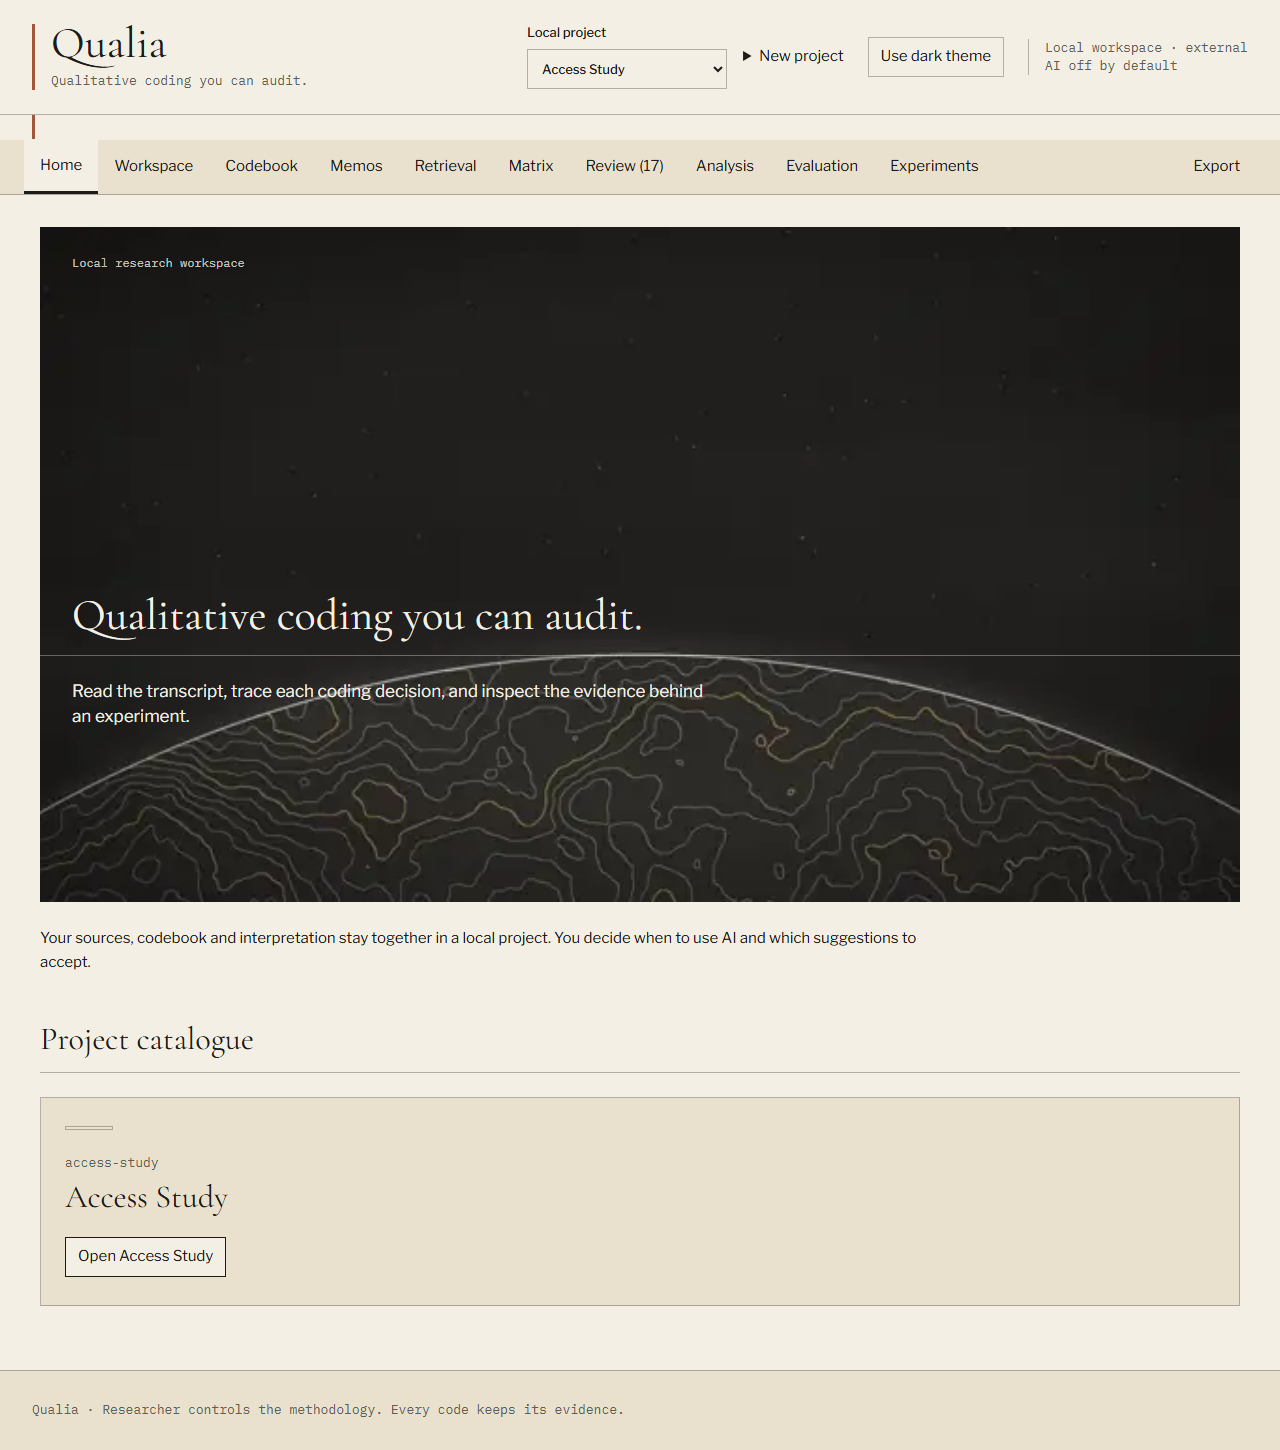 Qualia
Qualitative coding you can audit.
Local project
Access Study
New project
Use dark theme
Local workspace · external
AI off by default
Home
Workspace
Codebook
Memos
Retrieval
Matrix
Review (17)
Analysis
Evaluation
Experiments
Export
Local research workspace
Qualitative coding you can audit.
Read the transcript, trace each coding decision, and inspect the evidence behind
an experiment.
Your sources, codebook and interpretation stay together in a local project. You decide when to use AI and which suggestions to
accept.
Project catalogue
access-study
Access Study
Open Access Study
Qualia · Researcher controls the methodology. Every code keeps its evidence.